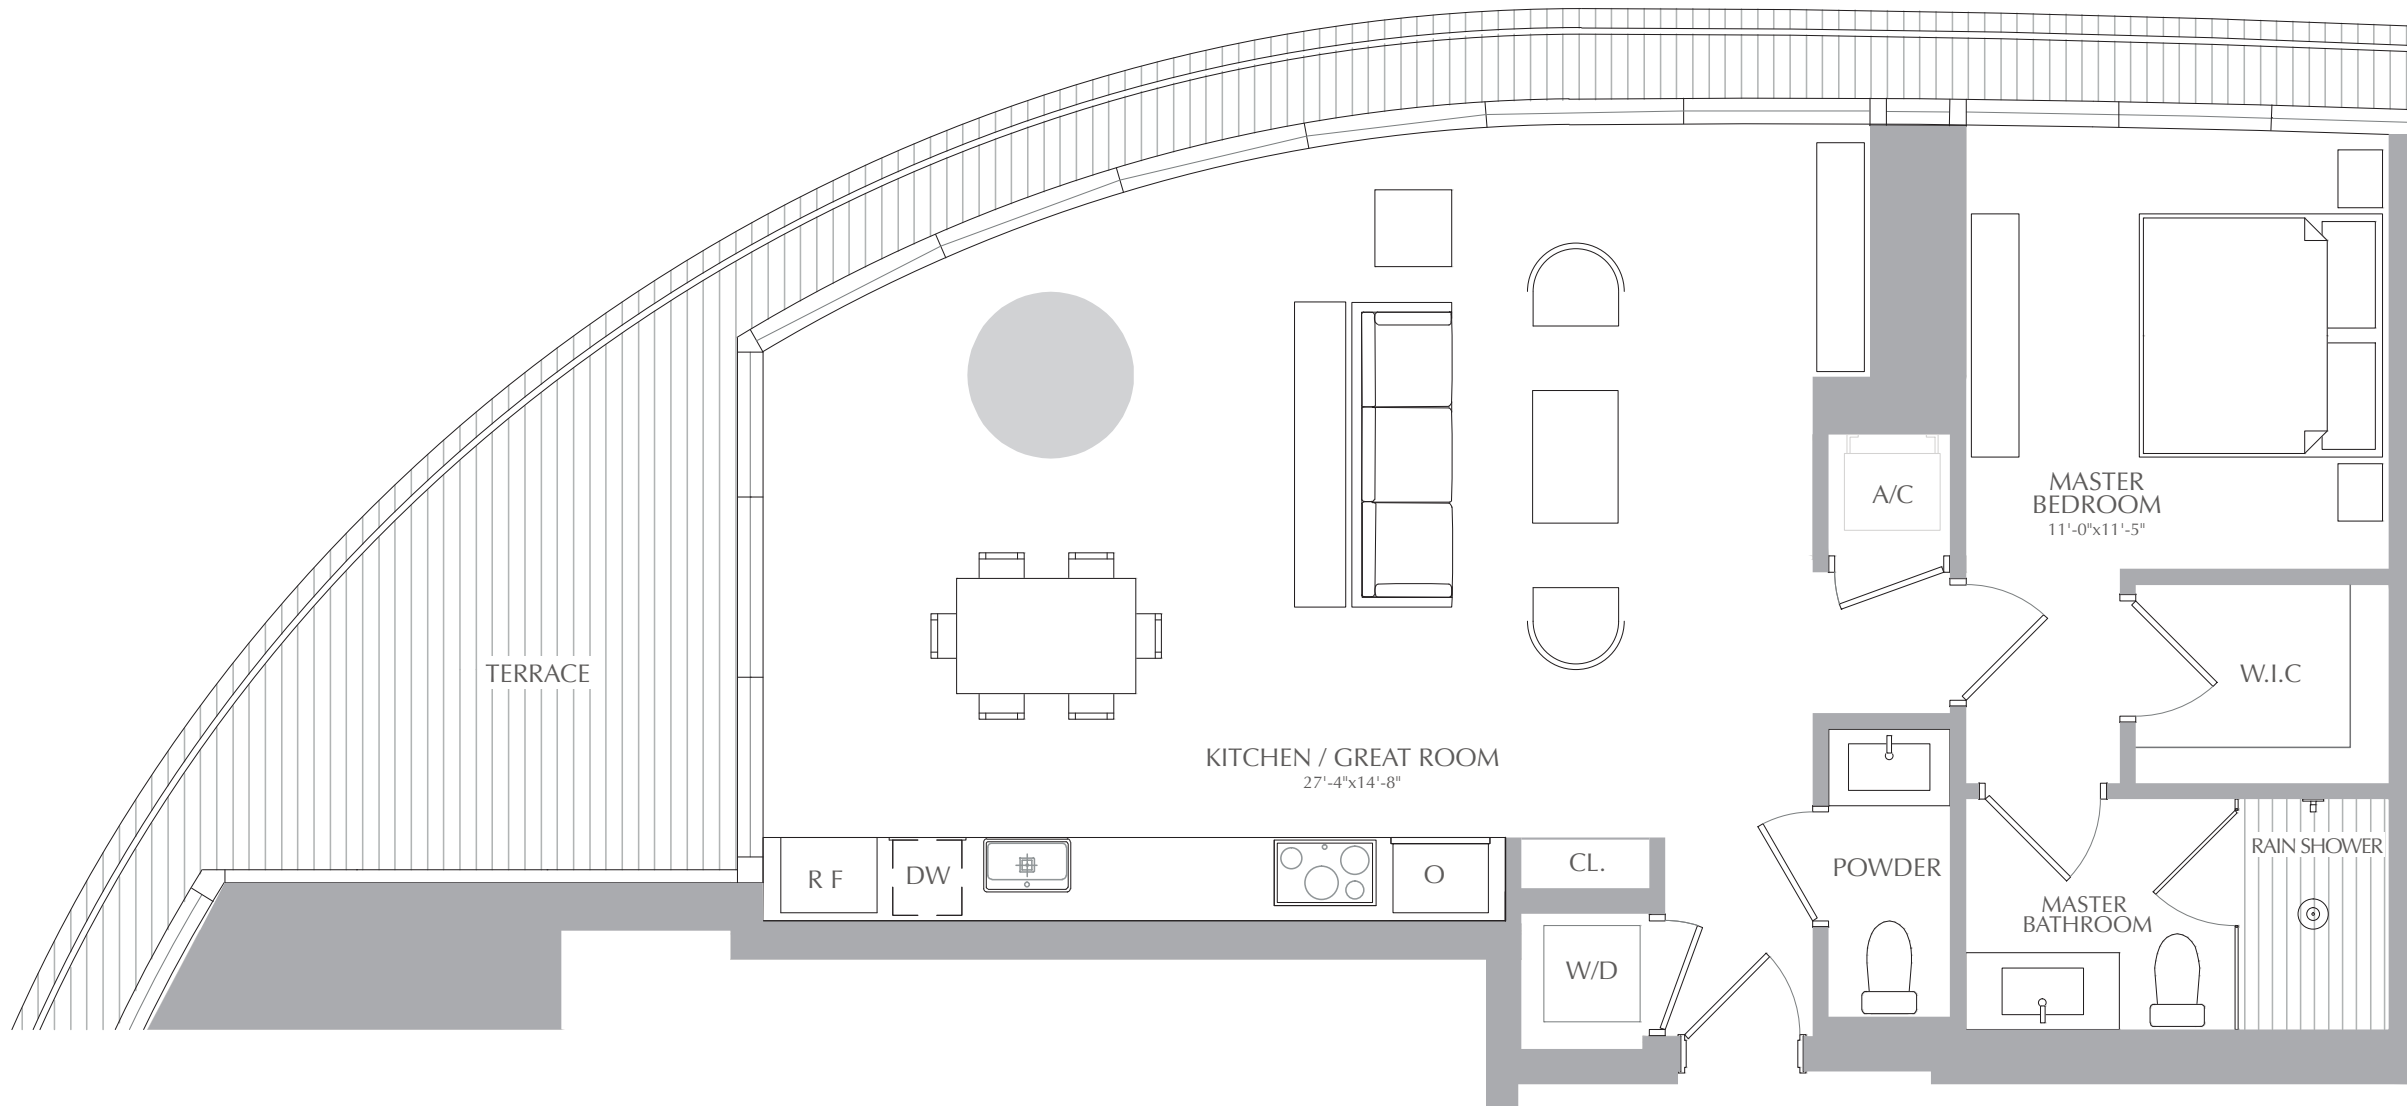 A/C
MASTER
BEDROOM
11'-0"x11'-5"
TERRACE
W.I.C
KITCHEN / GREAT ROOM
27'-4"x14'-8"
R F
DW
O
CL.
POWDER
RAIN SHOWER
MASTER
BATHROOM
W/D